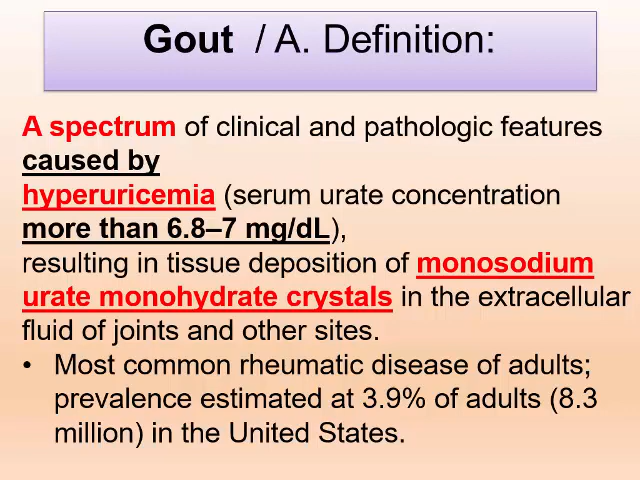 Gout / A. Definition:
A spectrum of clinical and pathologic features
caused by
hyperuricemia (serum urate concentration
more than 6.8–7 mg/dL),
resulting in tissue deposition of monosodium
urate monohydrate crystals in the extracellular
fluid of joints and other sites.
• Most common rheumatic disease of adults;
prevalence estimated at 3.9% of adults (8.3
million) in the United States.